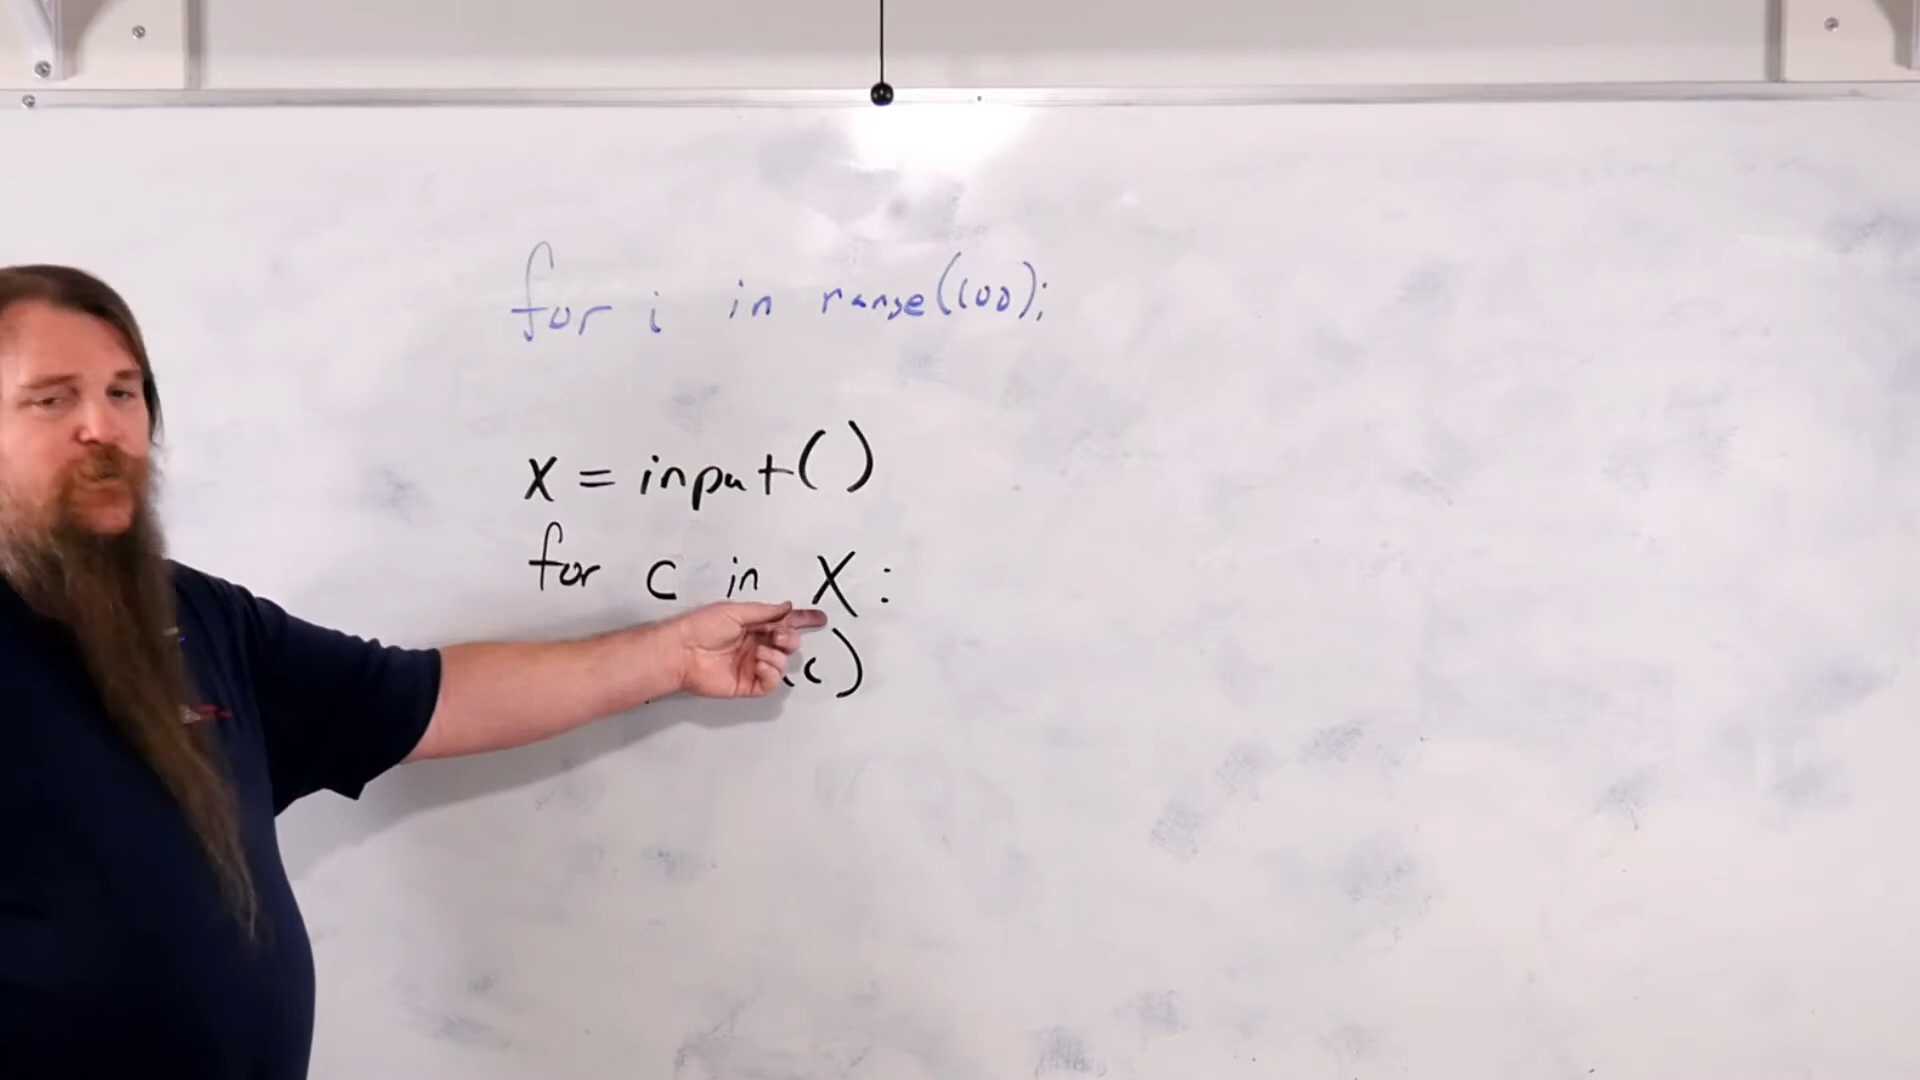 for i in range(100):
X = input()
for c in X:
(c)